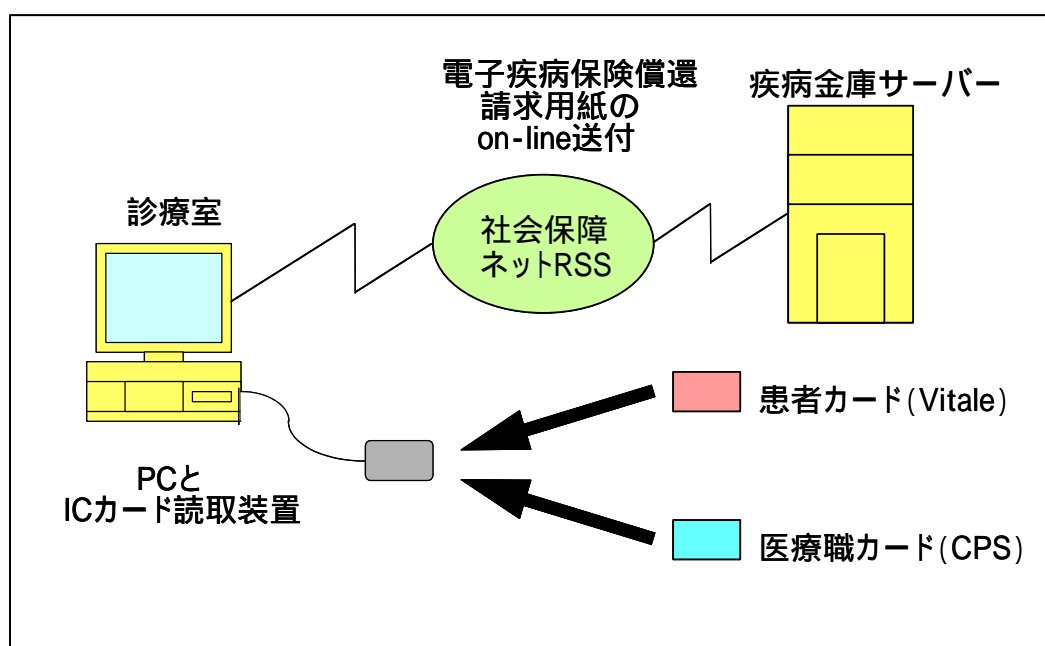 電子疾病保険償還
請求用紙の
on-line送付
疾病金庫サーバー
診療室
社会保障
ネットRSS
患者カード(Vitale)
PCと
ICカード読取装置
医療職カード(CPS)